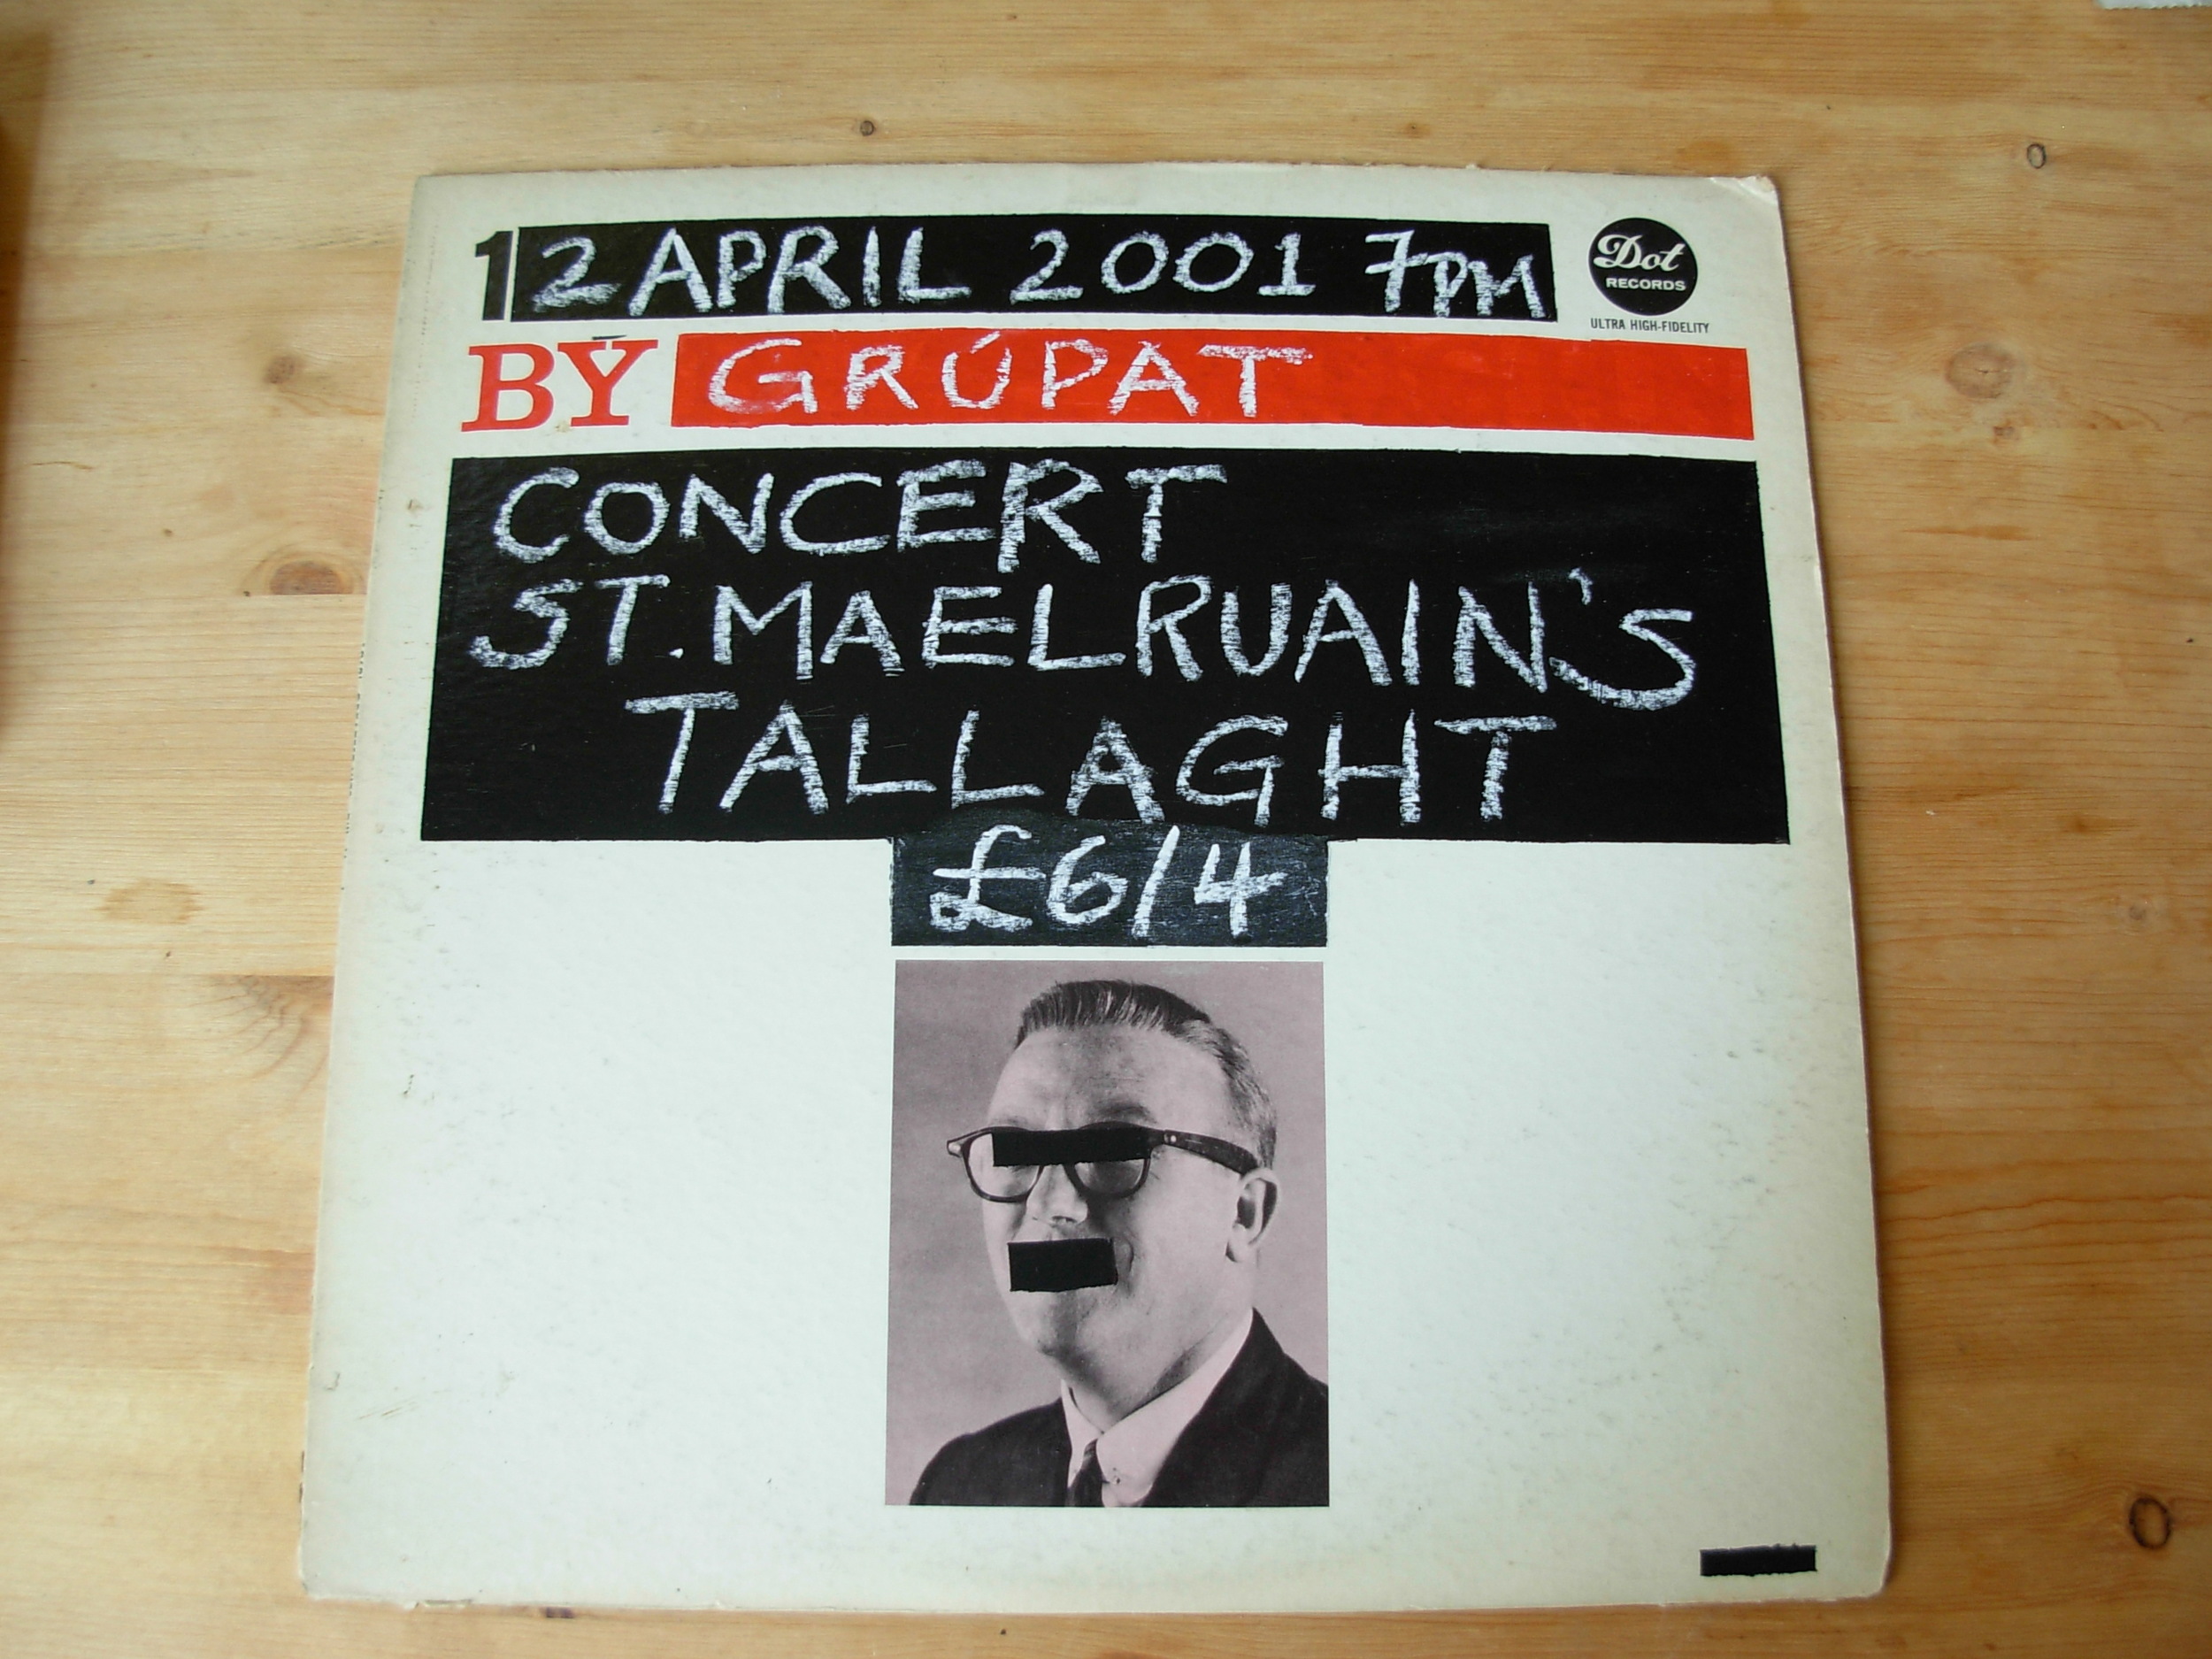 12 APRIL 2001 7PM
Dot
RECORDS
ULTRA HIGH-FIDELITY
BY GRÚPAT
CONCERT
ST. MAELRUAIN'S
TALLAGHT
£6/4